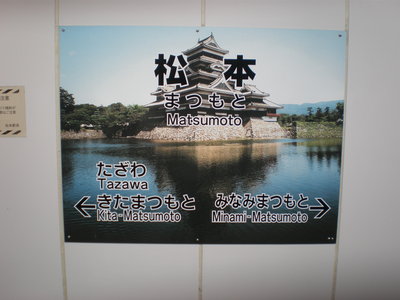 松本
まつもと
Matsumoto
たざわ
Tazawa
←きたまつもと
Kita-Matsumoto
みなみまつもと→
Minami-Matsumoto